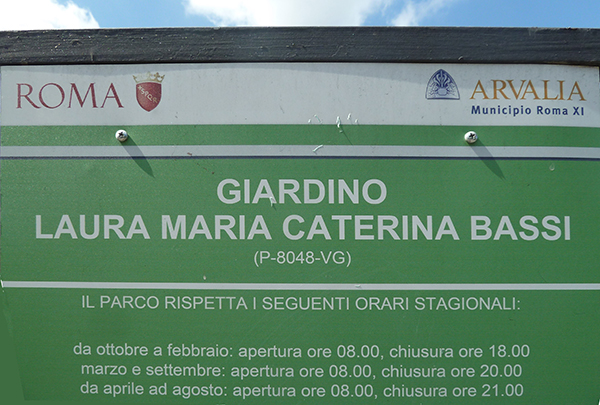 ROMA
SPQR
ARVALIA
Municipio Roma XI
GIARDINO
LAURA MARIA CATERINA BASSI
(P-8048-VG)
IL PARCO RISPETTA I SEGUENTI ORARI STAGIONALI:
da ottobre a febbraio: apertura ore 08.00, chiusura ore 18.00
marzo e settembre: apertura ore 08.00, chiusura ore 20.00
da aprile ad agosto: apertura ore 08.00, chiusura ore 21.00